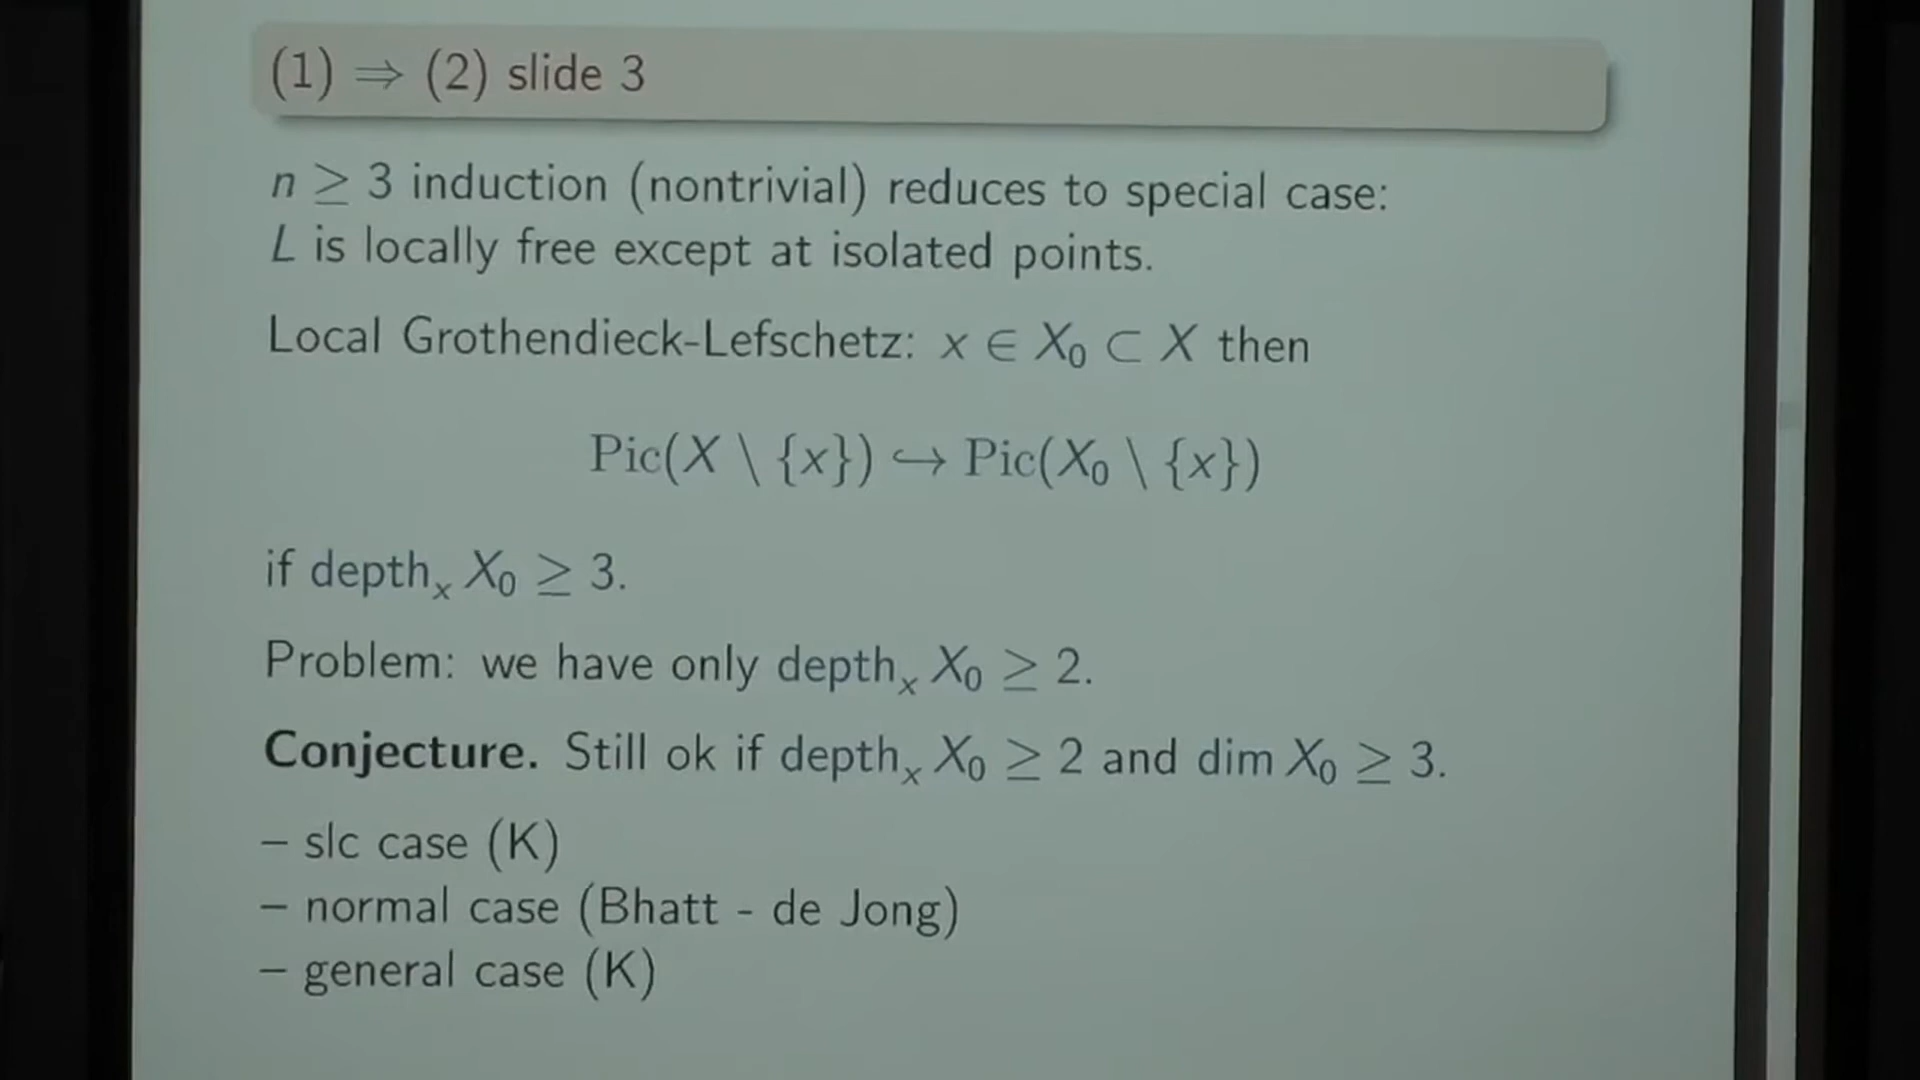 (1) ⇒ (2) slide 3
n ≥ 3 induction (nontrivial) reduces to special case:
L is locally free except at isolated points.
Local Grothendieck-Lefschetz: x ∈ X₀ ⊂ X then
Pic(X \ {x}) ↪ Pic(X₀ \ {x})
if depthₓ X₀ ≥ 3.
Problem: we have only depthₓ X₀ ≥ 2.
Conjecture. Still ok if depthₓ X₀ ≥ 2 and dim X₀ ≥ 3.
– slc case (K)
– normal case (Bhatt - de Jong)
– general case (K)